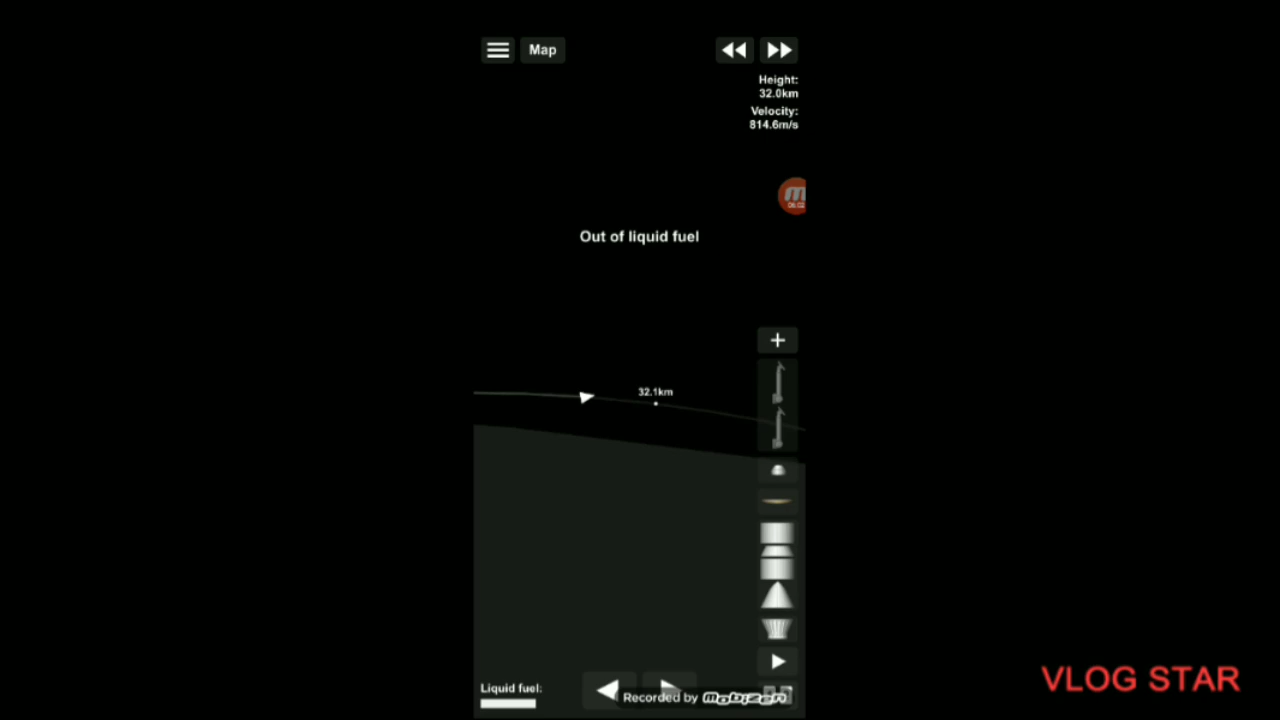 Map
Height:
32.0km
Velocity:
814.6m/s
Out of liquid fuel
32.1km
Liquid fuel:
Recorded by mobizen
VLOG STAR